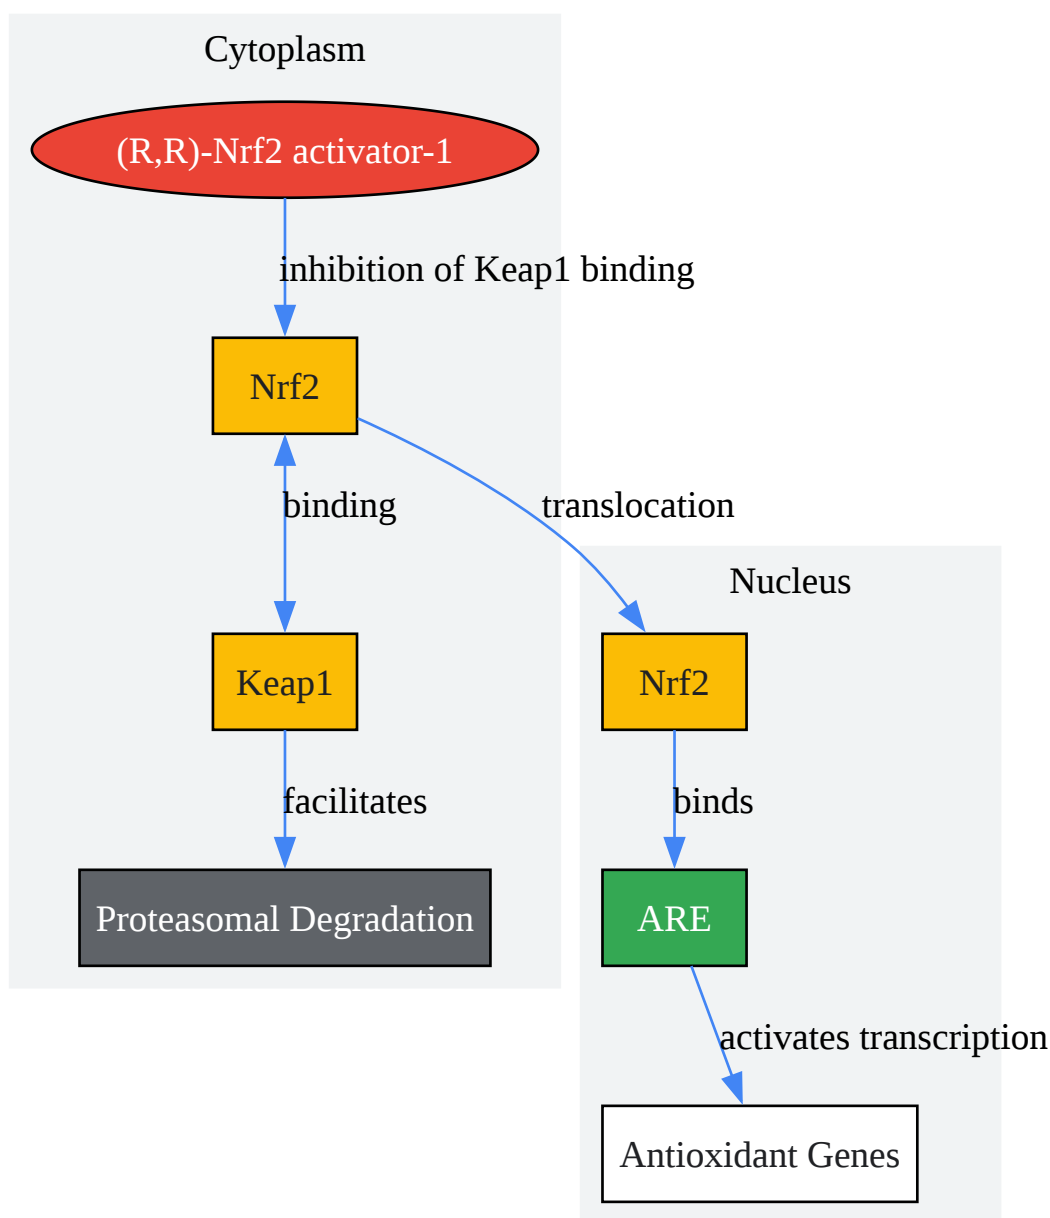 Cytoplasm
(R,R)-Nrf2 activator-1
inhibition of Keap1 binding
Nrf2
binding
translocation
Nucleus
Keap1
Nrf2
facilitates
binds
Proteasomal Degradation
ARE
activates transcription
Antioxidant Genes